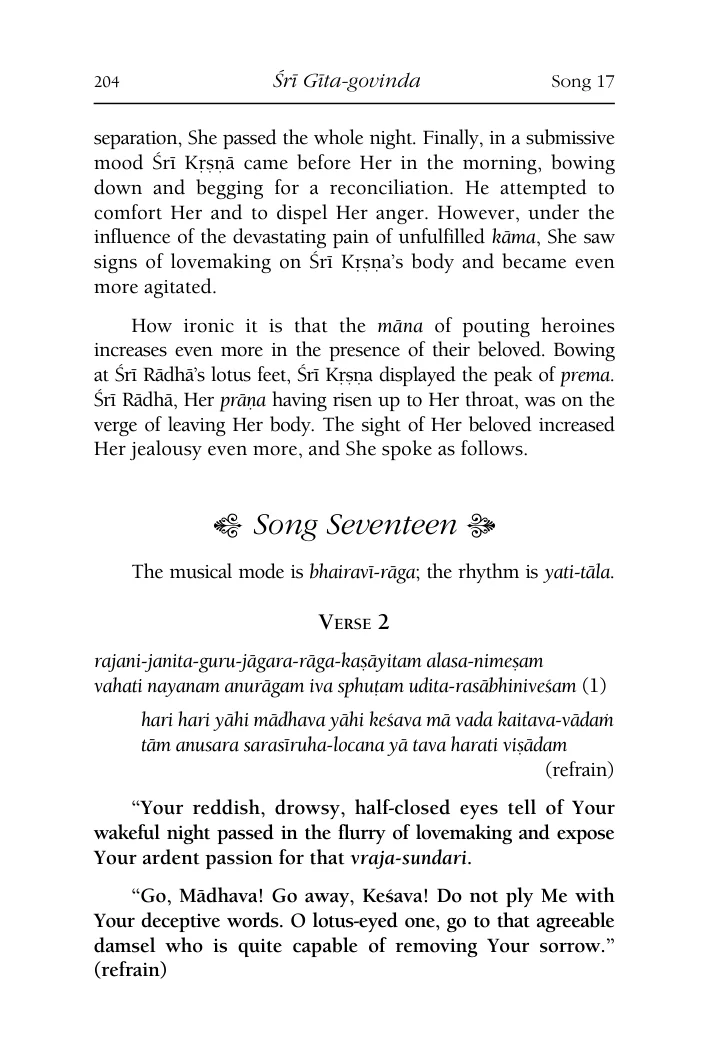 204 Śrī Gīta-govinda Song 17
separation, She passed the whole night. Finally, in a submissive
mood Śrī Kṛṣṇā came before Her in the morning, bowing
down and begging for a reconciliation. He attempted to
comfort Her and to dispel Her anger. However, under the
influence of the devastating pain of unfulfilled kāma, She saw
signs of lovemaking on Śrī Kṛṣṇa’s body and became even
more agitated.
How ironic it is that the māna of pouting heroines
increases even more in the presence of their beloved. Bowing
at Śrī Rādhā’s lotus feet, Śrī Kṛṣṇa displayed the peak of prema.
Śrī Rādhā, Her prāṇa having risen up to Her throat, was on the
verge of leaving Her body. The sight of Her beloved increased
Her jealousy even more, and She spoke as follows.
Song Seventeen
The musical mode is bhairavī-rāga; the rhythm is yati-tāla.
Verse 2
rajani-janita-guru-jāgara-rāga-kaṣāyitam alasa-nimeṣam
vahati nayanam anurāgam iva sphuṭam udita-rasābhiniveśam (1)
hari hari yāhi mādhava yāhi keśava mā vada kaitava-vādaṁ
tām anusara sarasīruha-locana yā tava harati viṣādam
(refrain)
“Your reddish, drowsy, half-closed eyes tell of Your
wakeful night passed in the flurry of lovemaking and expose
Your ardent passion for that vraja-sundari.
“Go, Mādhava! Go away, Keśava! Do not ply Me with
Your deceptive words. O lotus-eyed one, go to that agreeable
damsel who is quite capable of removing Your sorrow.”
(refrain)